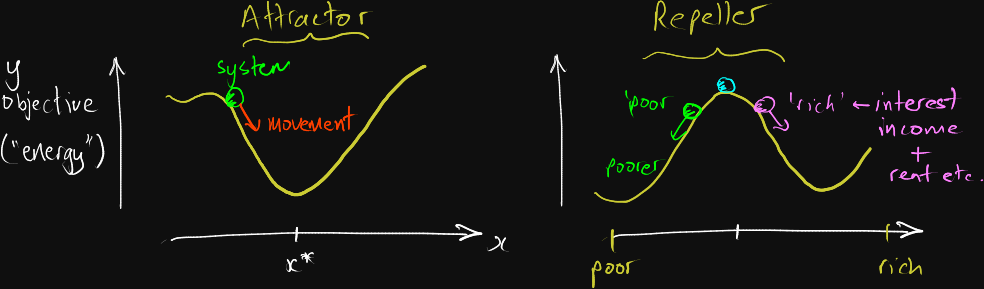 Attractor
system
y
objective
("energy")
movement
x
x*
Repeller
'poor
poorer
'rich' ← interest
income
+
rent etc.
poor
rich